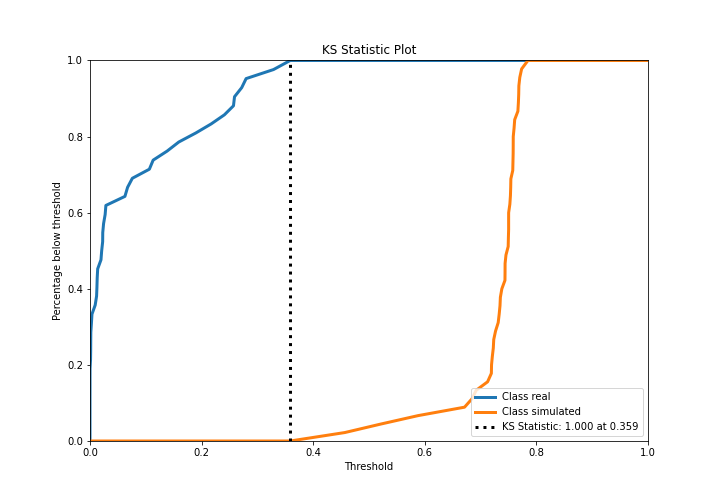 KS Statistic Plot
1.0
0.8
0.6
0.4
0.2
0.0
Percentage below threshold
Class real
Class simulated
KS Statistic: 1.000 at 0.359
0.0 0.2 0.4 0.6 0.8 1.0
Threshold